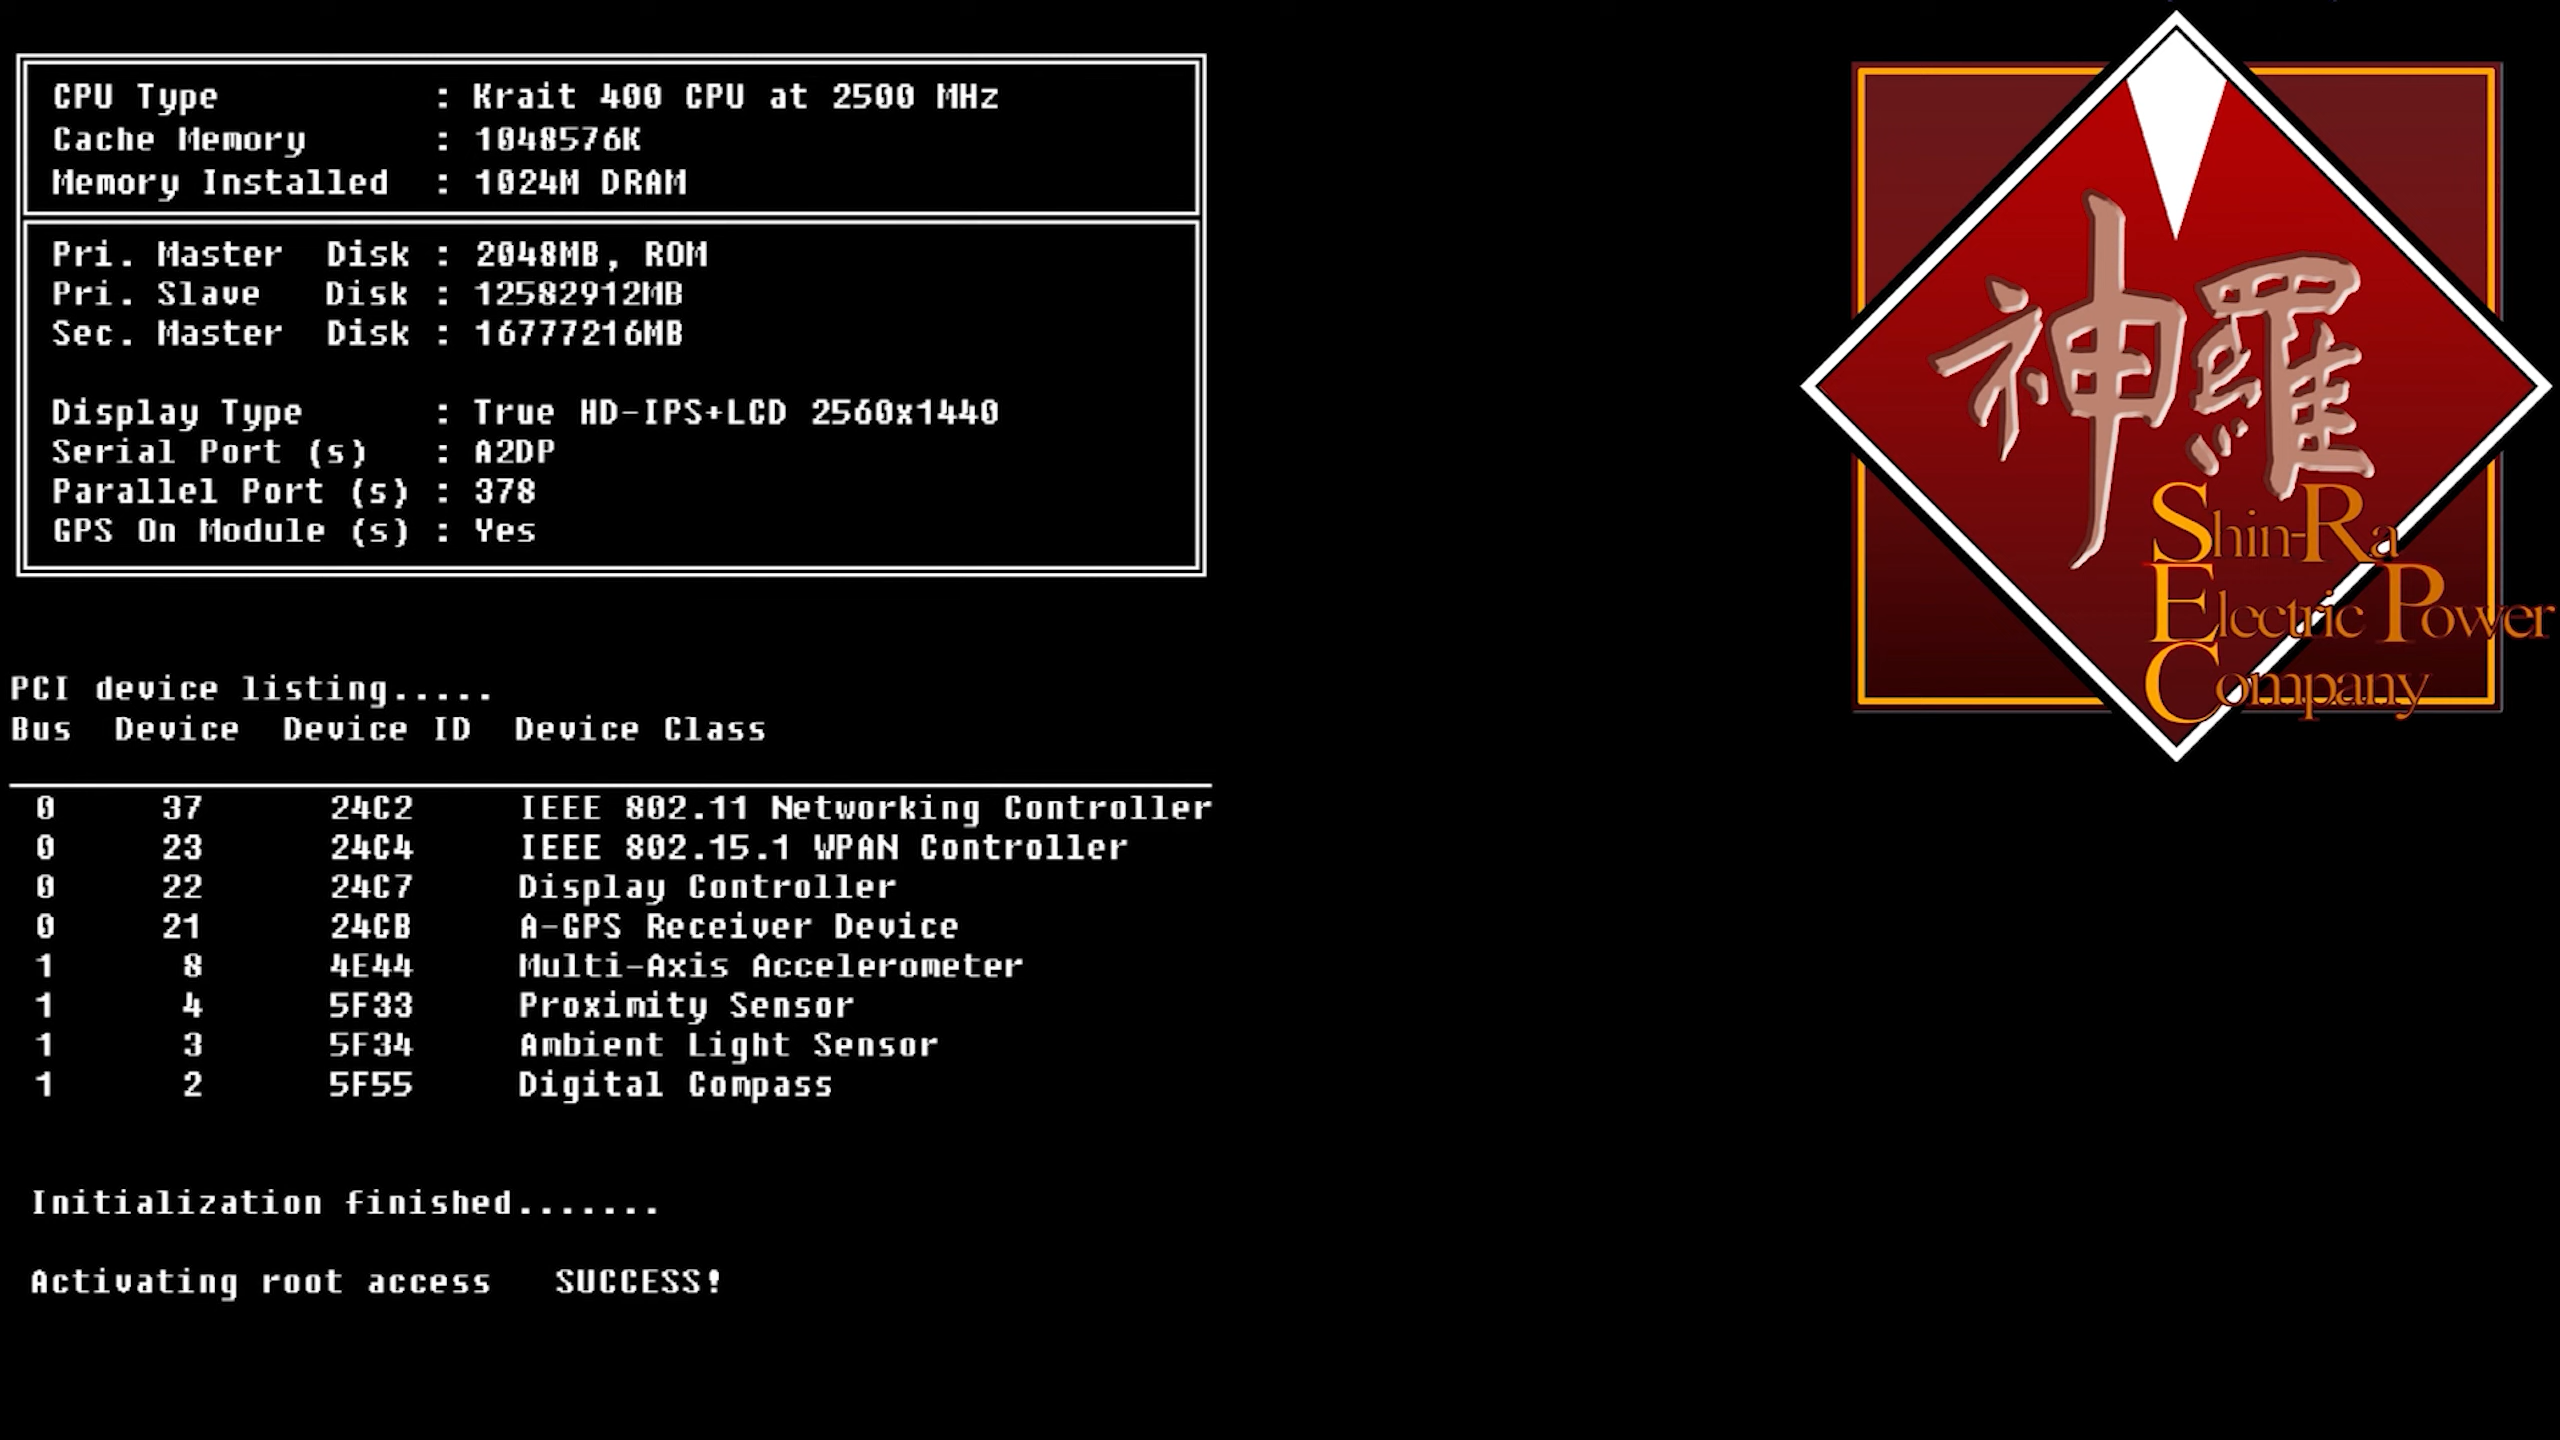 CPU Type : Krait 400 CPU at 2500 MHz
Cache Memory : 1048576K
Memory Installed : 1024M DRAM
Pri. Master Disk : 2048MB, ROM
Pri. Slave Disk : 12582912MB
Sec. Master Disk : 16777216MB
Display Type : True HD-IPS+LCD 2560x1440
Serial Port (s) : A2DP
Parallel Port (s) : 378
GPS On Module (s) : Yes
PCI device listing.....
Bus Device Device ID Device Class
0 37 24C2 IEEE 802.11 Networking Controller
0 23 24C4 IEEE 802.15.1 WPAN Controller
0 22 24C7 Display Controller
0 21 24CB A-GPS Receiver Device
1 8 4E44 Multi-Axis Accelerometer
1 4 5F33 Proximity Sensor
1 3 5F34 Ambient Light Sensor
1 2 5F55 Digital Compass
Initialization finished.......
Activating root access SUCCESS!
神羅
Shin-Ra
Electric Power
Company